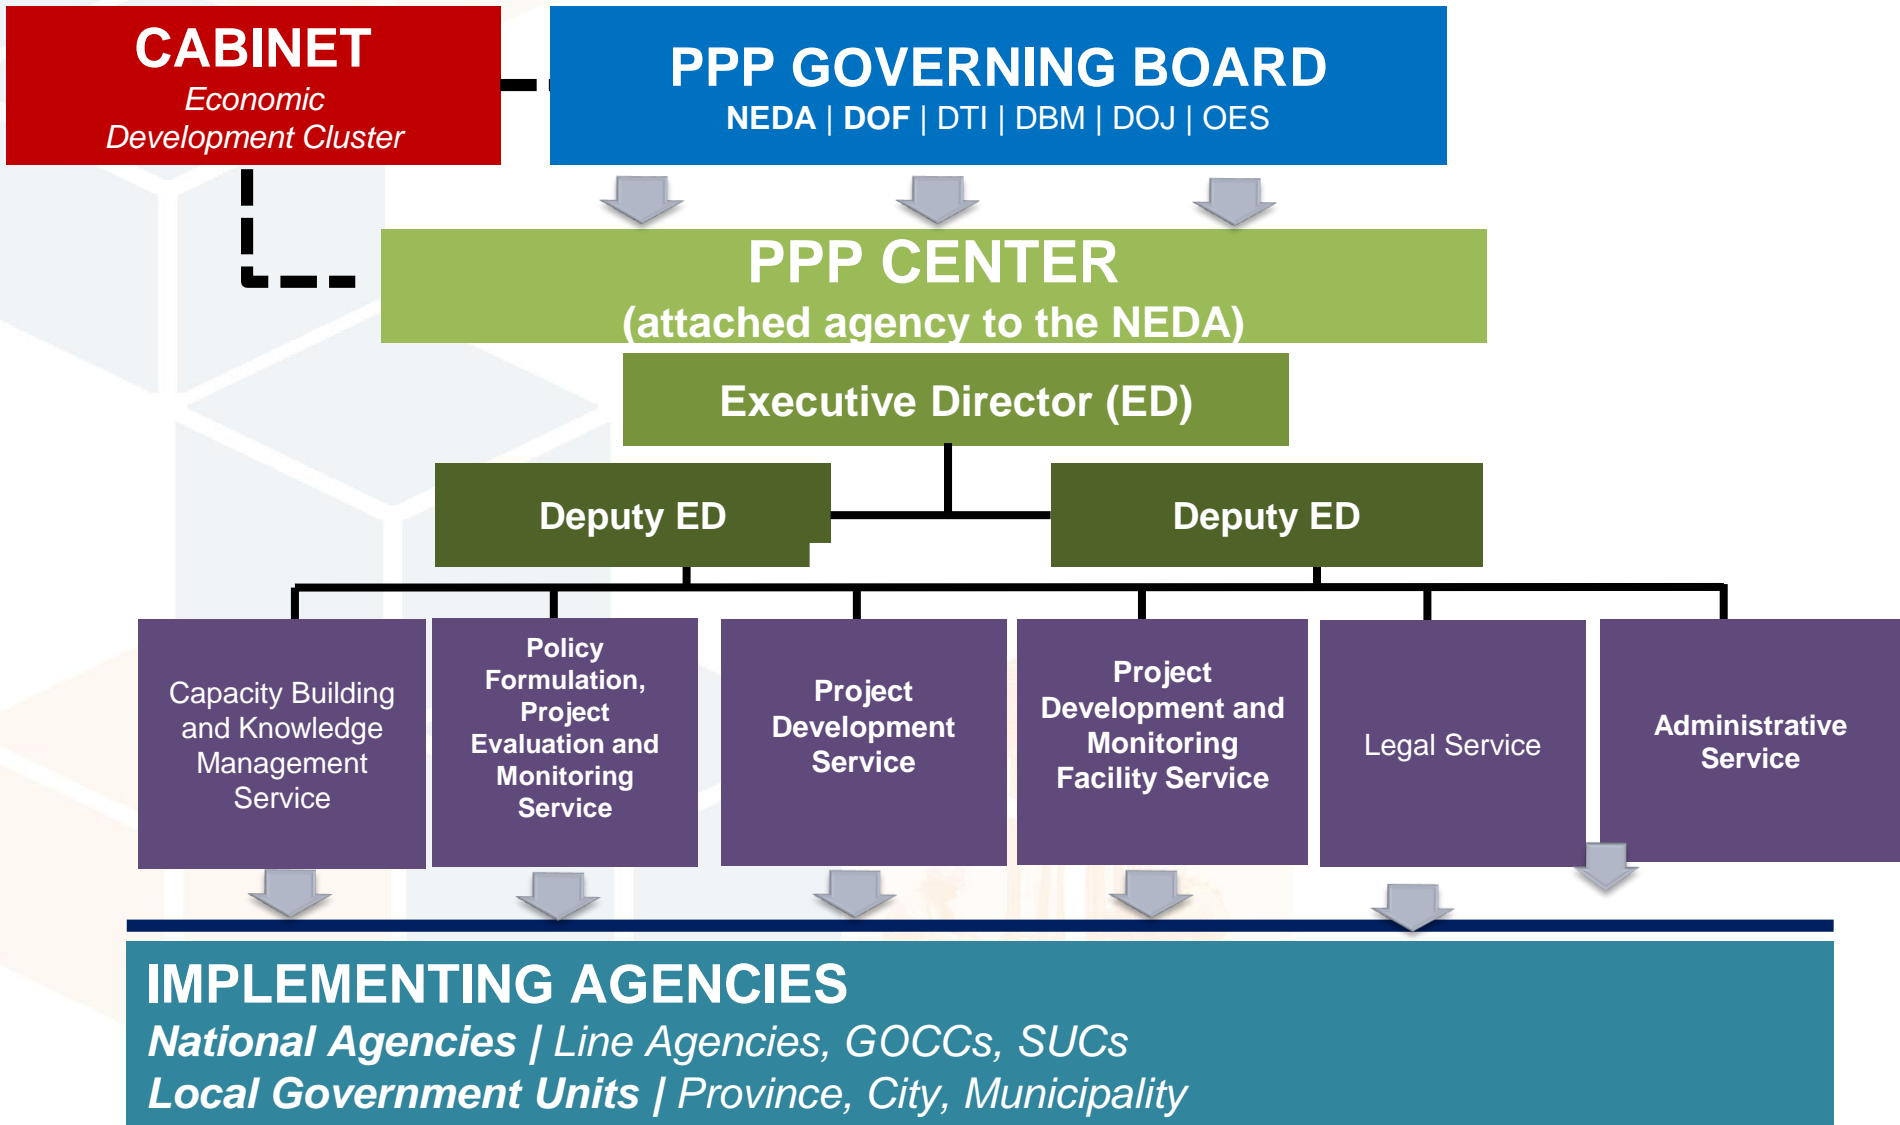 CABINET
Economic
Development Cluster
PPP GOVERNING BOARD
NEDA | DOF | DTI | DBM | DOJ | OES
PPP CENTER
(attached agency to the NEDA)
Executive Director (ED)
Deputy ED
Deputy ED
Capacity Building
and Knowledge
Management
Service
Policy
Formulation,
Project
Evaluation and
Monitoring
Service
Project
Development
Service
Project
Development and
Monitoring
Facility Service
Legal Service
Administrative
Service
IMPLEMENTING AGENCIES
National Agencies | Line Agencies, GOCCs, SUCs
Local Government Units | Province, City, Municipality